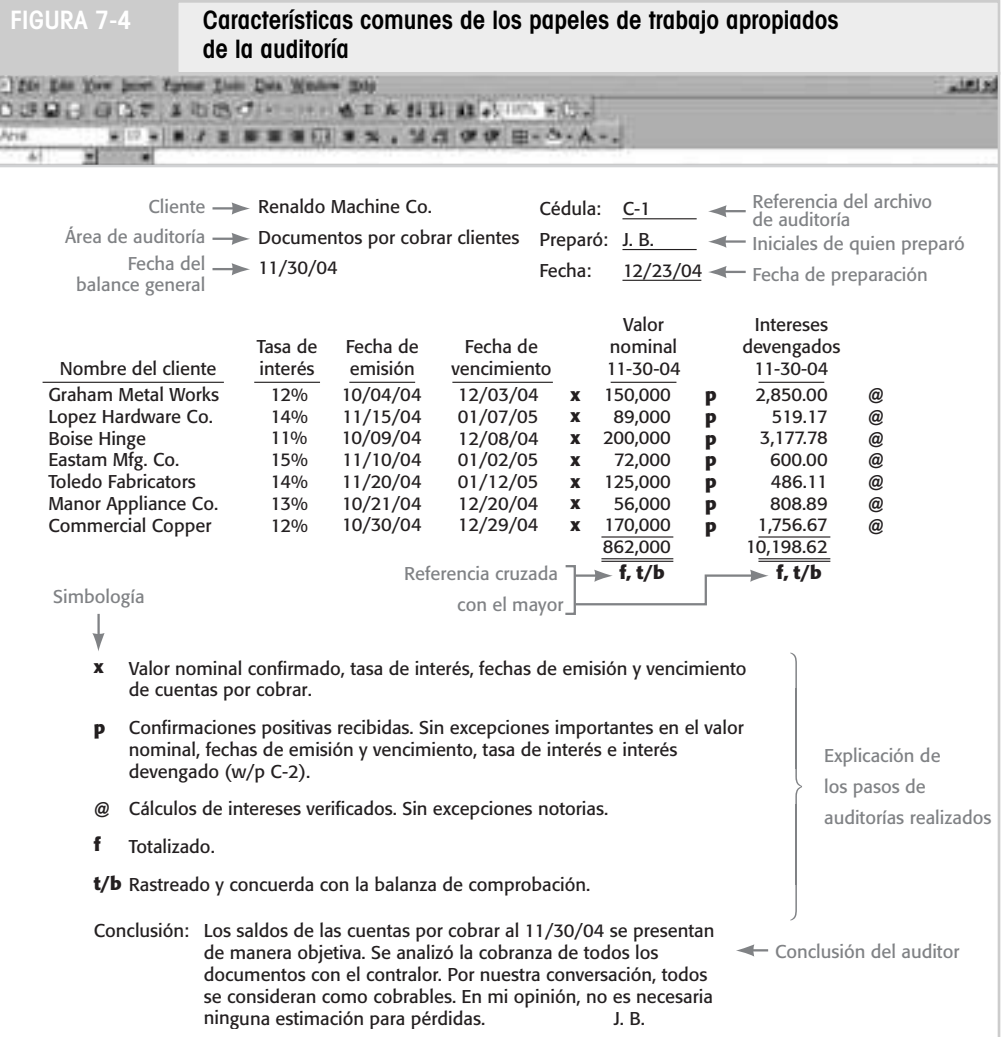 FIGURA 7-4
Características comunes de los papeles de trabajo apropiados
de la auditoría
Cliente Renaldo Machine Co. Cédula: C-1 Referencia del archivo
de auditoría
Área de auditoría Documentos por cobrar clientes Preparó: J. B. Iniciales de quien preparó
Fecha del
balance general 11/30/04 Fecha: 12/23/04 Fecha de preparación
Valor Intereses
Tasa de Fecha de Fecha de nominal devengados
Nombre del cliente interés emisión vencimiento 11-30-04 11-30-04
Graham Metal Works 12% 10/04/04 12/03/04 x 150,000 p 2,850.00 @
Lopez Hardware Co. 14% 11/15/04 01/07/05 x 89,000 p 519.17 @
Boise Hinge 11% 10/09/04 12/08/04 x 200,000 p 3,177.78 @
Eastam Mfg. Co. 15% 11/10/04 01/02/05 x 72,000 p 600.00 @
Toledo Fabricators 14% 11/20/04 01/12/05 x 125,000 p 486.11 @
Manor Appliance Co. 13% 10/21/04 12/20/04 x 56,000 p 808.89 @
Commercial Copper 12% 10/30/04 12/29/04 x 170,000 p 1,756.67 @
862,000 10,198.62
Referencia cruzada f, t/b f, t/b
con el mayor
Simbología
x Valor nominal confirmado, tasa de interés, fechas de emisión y vencimiento
de cuentas por cobrar.
p Confirmaciones positivas recibidas. Sin excepciones importantes en el valor
nominal, fechas de emisión y vencimiento, tasa de interés e interés
devengado (w/p C-2).
@ Cálculos de intereses verificados. Sin excepciones notorias.
f Totalizado.
t/b Rastreado y concuerda con la balanza de comprobación.
Explicación de
los pasos de
auditorías realizados
Conclusión: Los saldos de las cuentas por cobrar al 11/30/04 se presentan
de manera objetiva. Se analizó la cobranza de todos los
documentos con el contralor. Por nuestra conversación, todos
se consideran como cobrables. En mi opinión, no es necesaria
ninguna estimación para pérdidas. J. B.
Conclusión del auditor